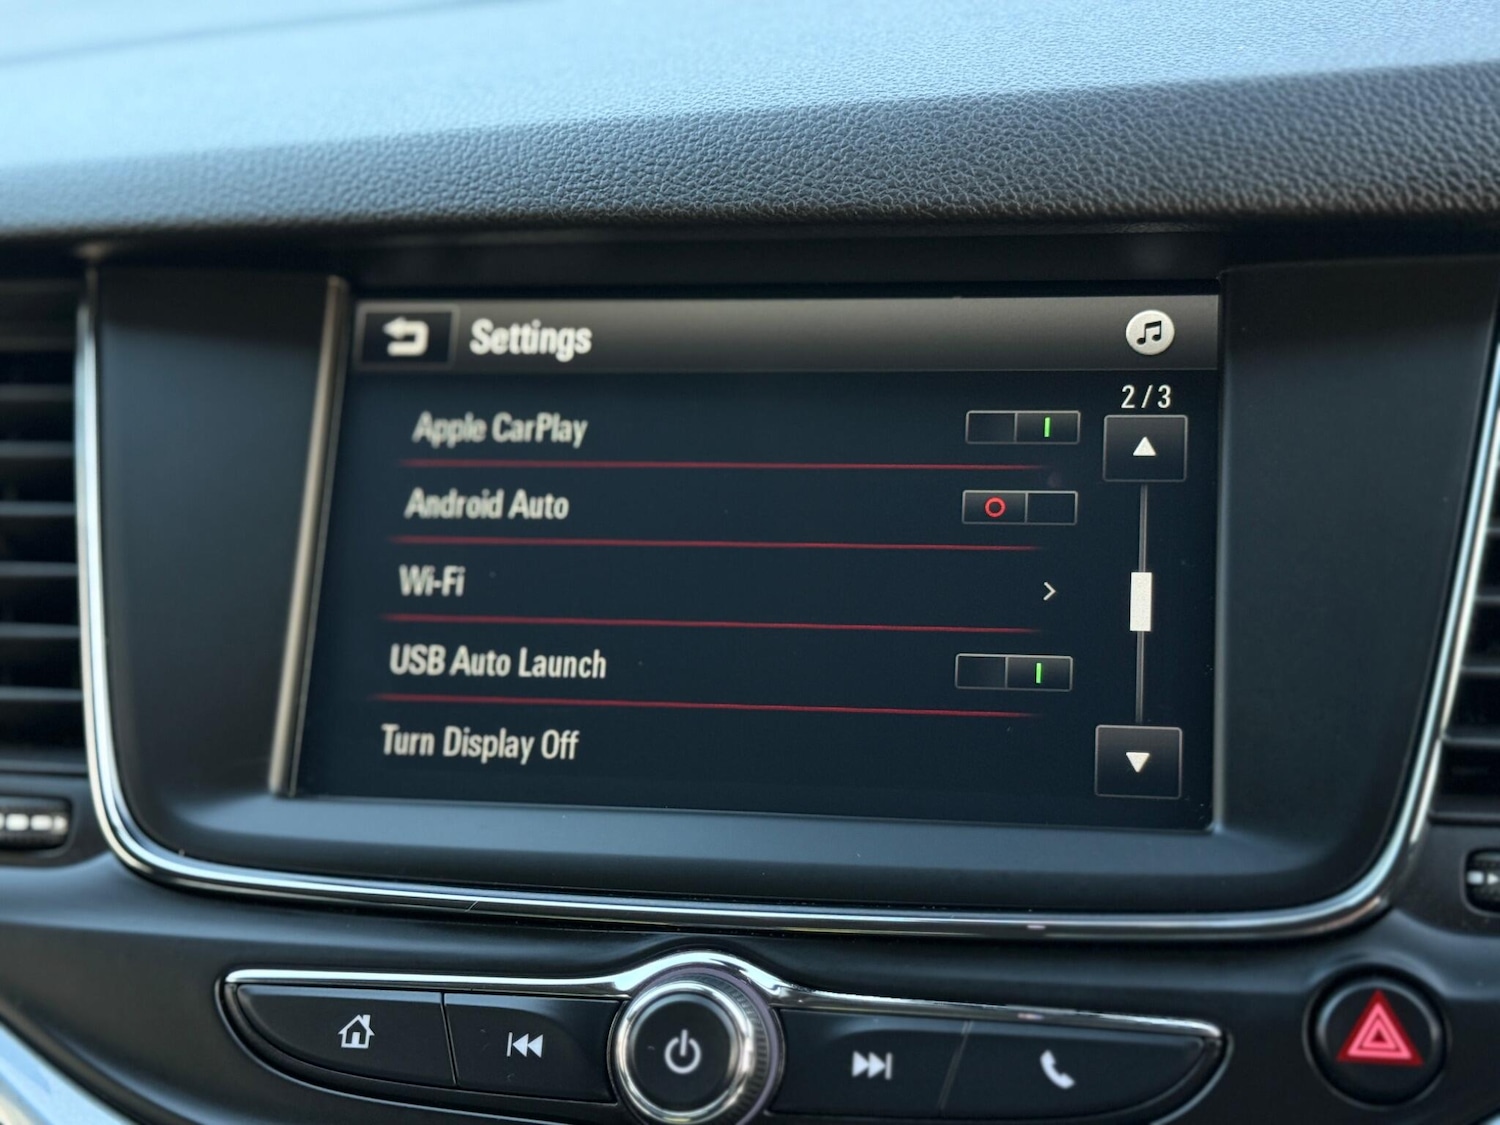 Settings
2/3
Apple CarPlay
Android Auto
Wi-Fi
USB Auto Launch
Turn Display Off